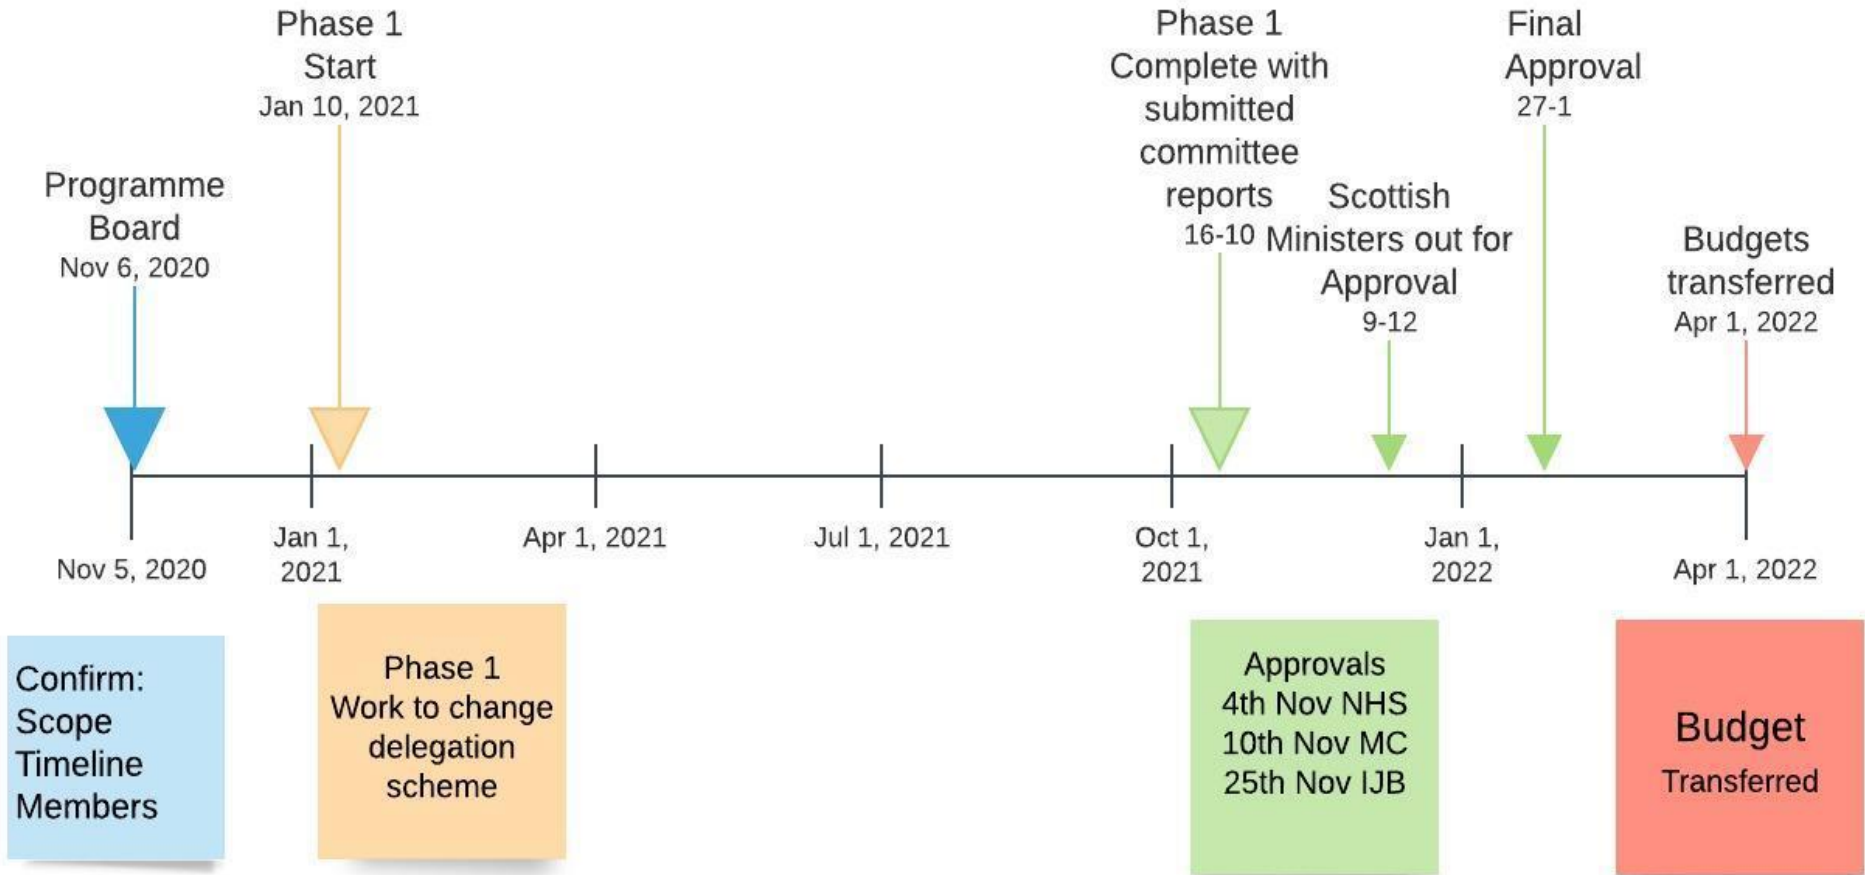 Phase 1
Start
Jan 10, 2021
Phase 1
Complete with
submitted
committee
reports
16-10
Final
Approval
27-1
Programme
Board
Nov 6, 2020
Scottish
Ministers out for
Approval
9-12
Budgets
transferred
Apr 1, 2022
Nov 5, 2020
Jan 1,
2021
Apr 1, 2021
Jul 1, 2021
Oct 1,
2021
Jan 1,
2022
Apr 1, 2022
Confirm:
Scope
Timeline
Members
Phase 1
Work to change
delegation
scheme
Approvals
4th Nov NHS
10th Nov MC
25th Nov IJB
Budget
Transferred